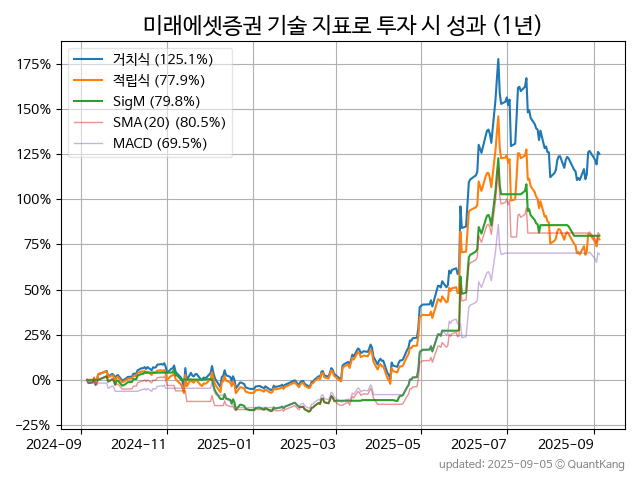 미래에셋증권 기술 지표로 투자 시 성과 (1년)
175%
150%
125%
100%
75%
50%
25%
0%
−25%
거치식 (125.1%)
적립식 (77.9%)
SigM (79.8%)
SMA(20) (80.5%)
MACD (69.5%)
2024-09
2024-11
2025-01
2025-03
2025-05
2025-07
2025-09
updated: 2025-09-05 © QuantKang